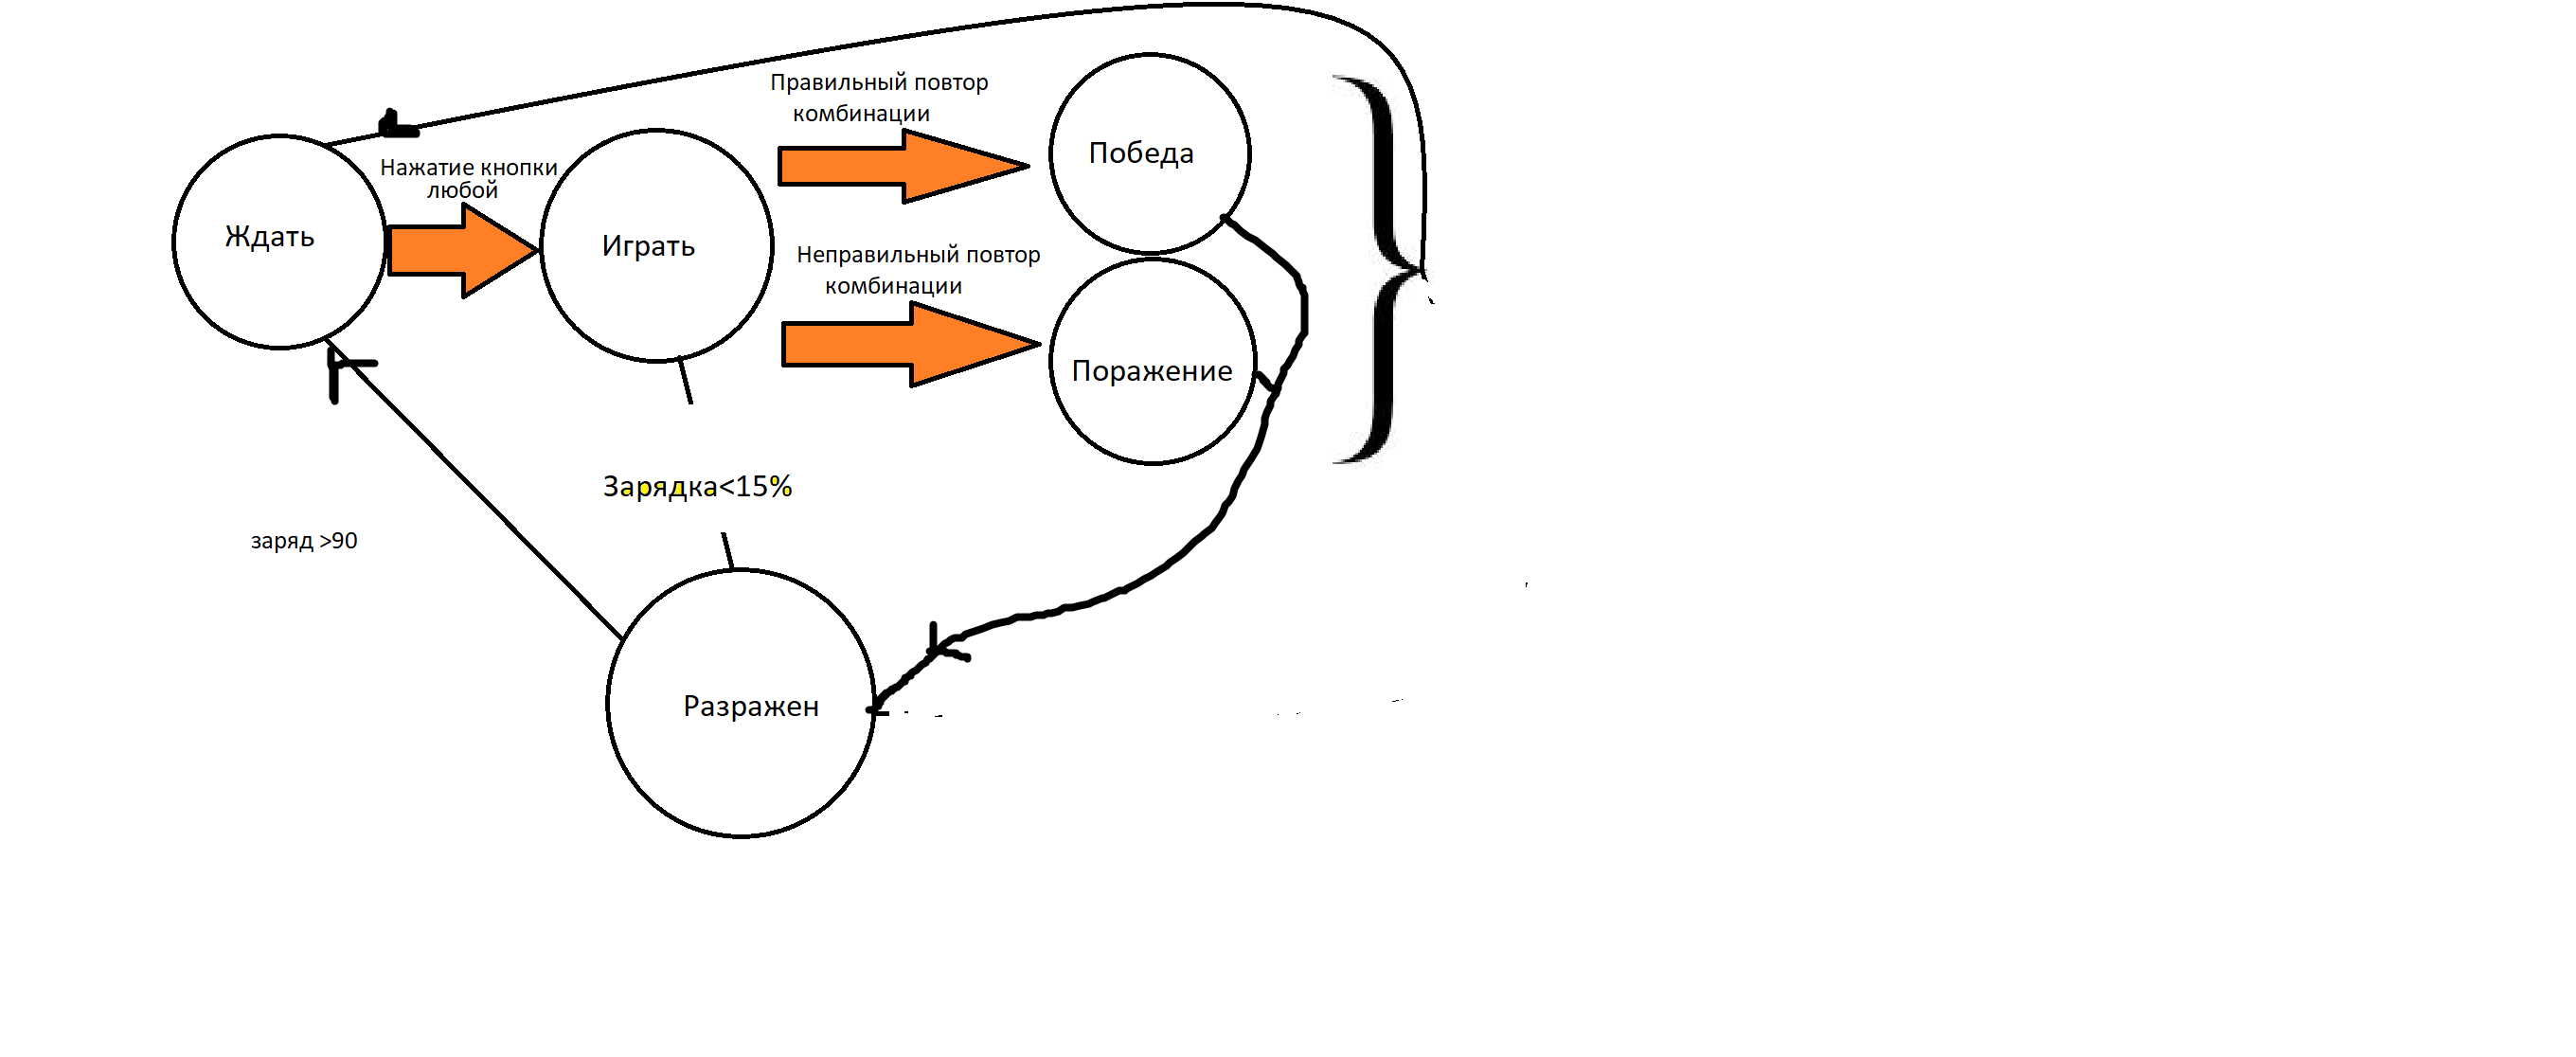 Правильный повтор
комбинации
Победа
Нажатие кнопки
любой
Ждать
Играть
Неправильный повтор
комбинации
Поражение
Зарядка<15%
заряд >90
Разражен